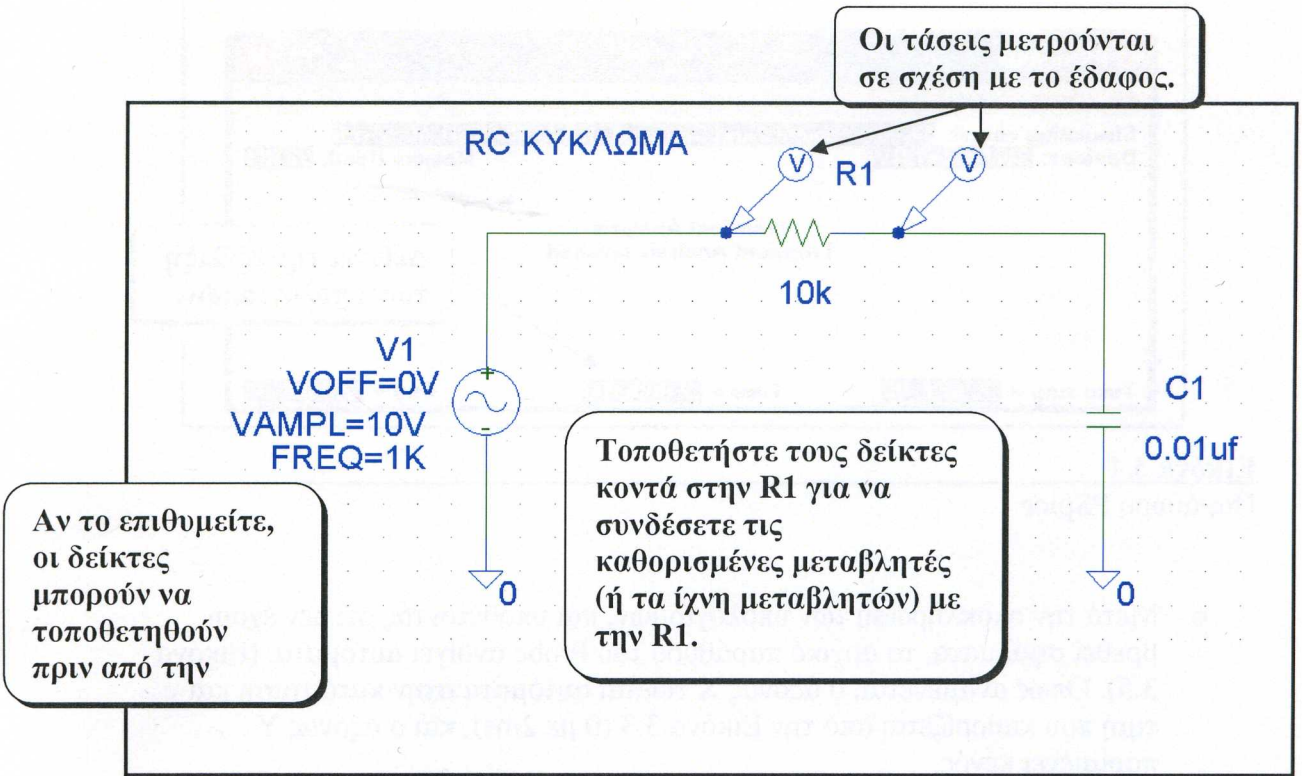 Οι τάσεις μετρούνται
σε σχέση με το έδαφος.
RC ΚΥΚΛΩΜΑ
V
R1
V
10k
V1
VOFF=0V
VAMPL=10V
FREQ=1K
+
-
C1
0.01uf
Τοποθετήστε τους δείκτες
κοντά στην R1 για να
συνδέσετε τις
καθορισμένες μεταβλητές
(ή τα ίχνη μεταβλητών) με
την R1.
Αν το επιθυμείτε,
οι δείκτες
μπορούν να
τοποθετηθούν
πριν από την
0
0